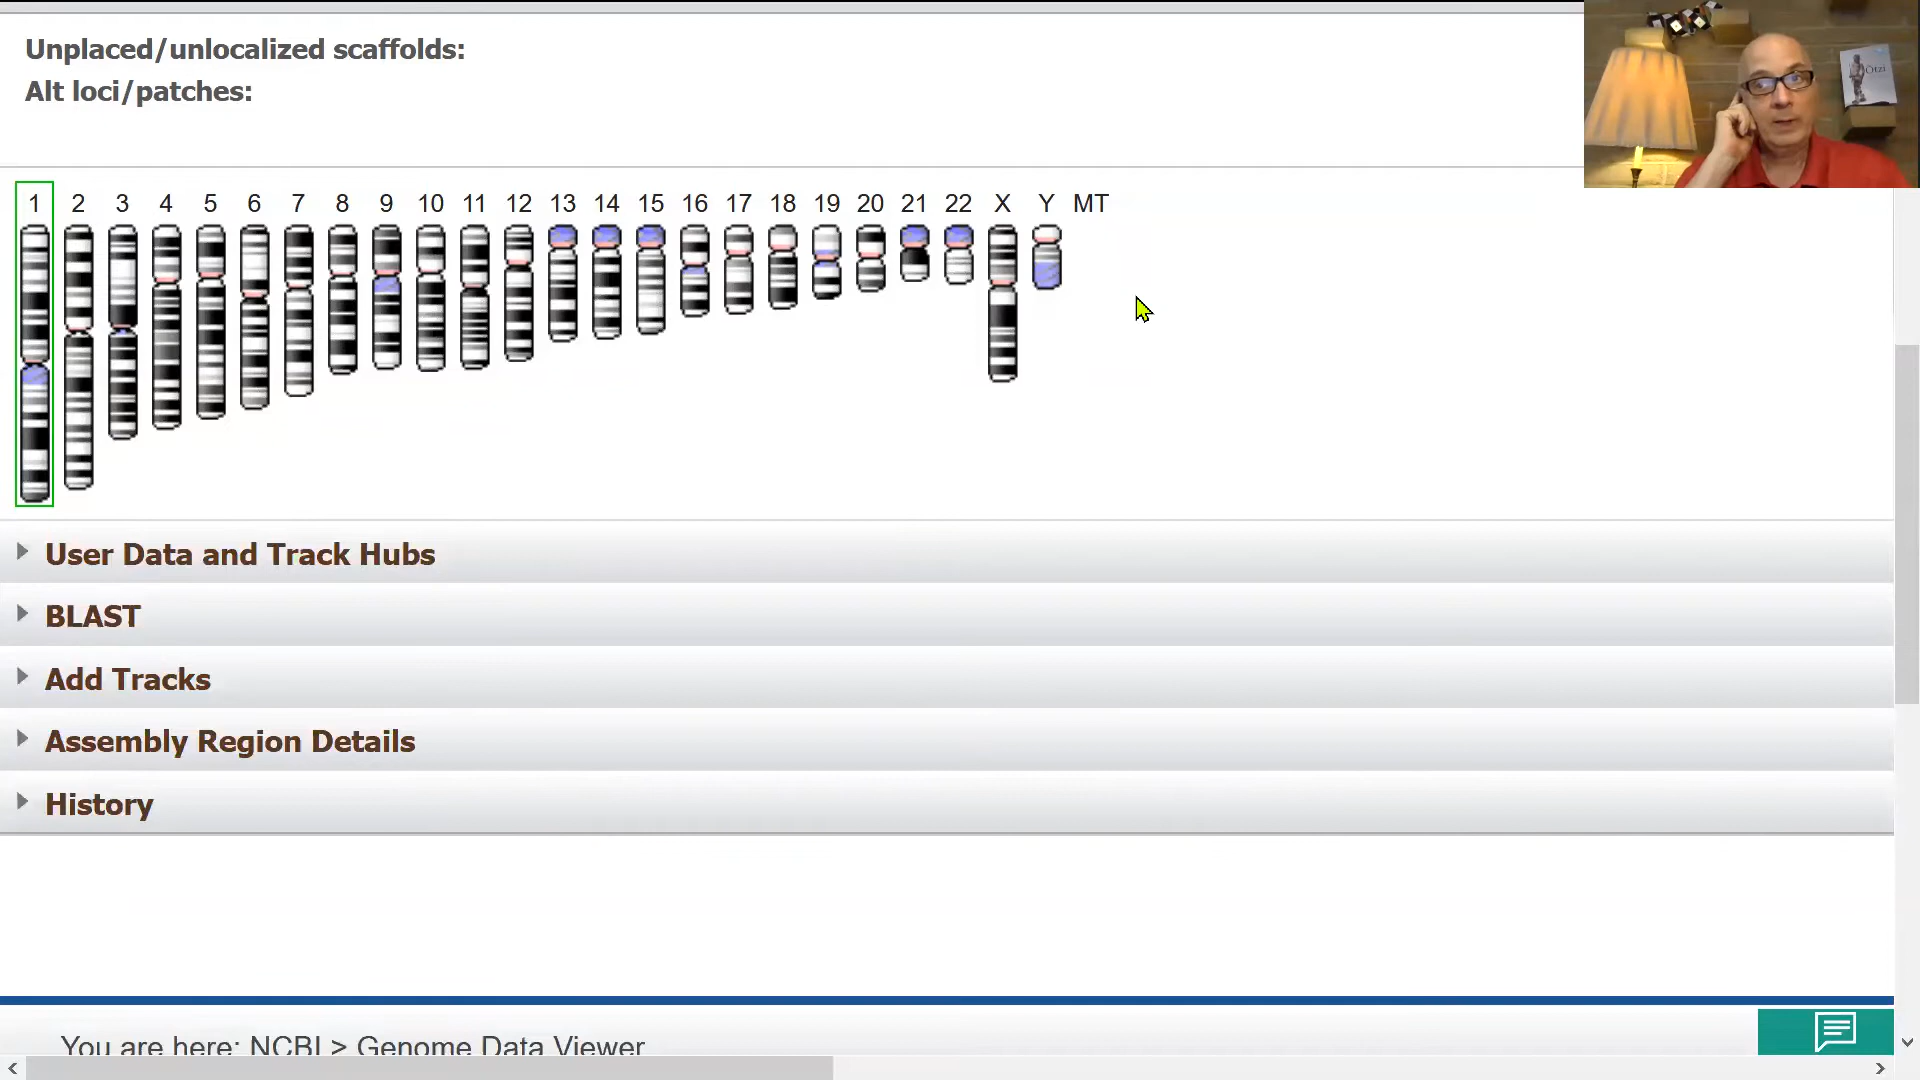 Unplaced/unlocalized scaffolds:
Alt loci/patches:
Ötzi
1 2 3 4 5 6 7 8 9 10 11 12 13 14 15 16 17 18 19 20 21 22 X Y MT
User Data and Track Hubs
BLAST
Add Tracks
Assembly Region Details
History
You are here: NCBI > Genome Data Viewer